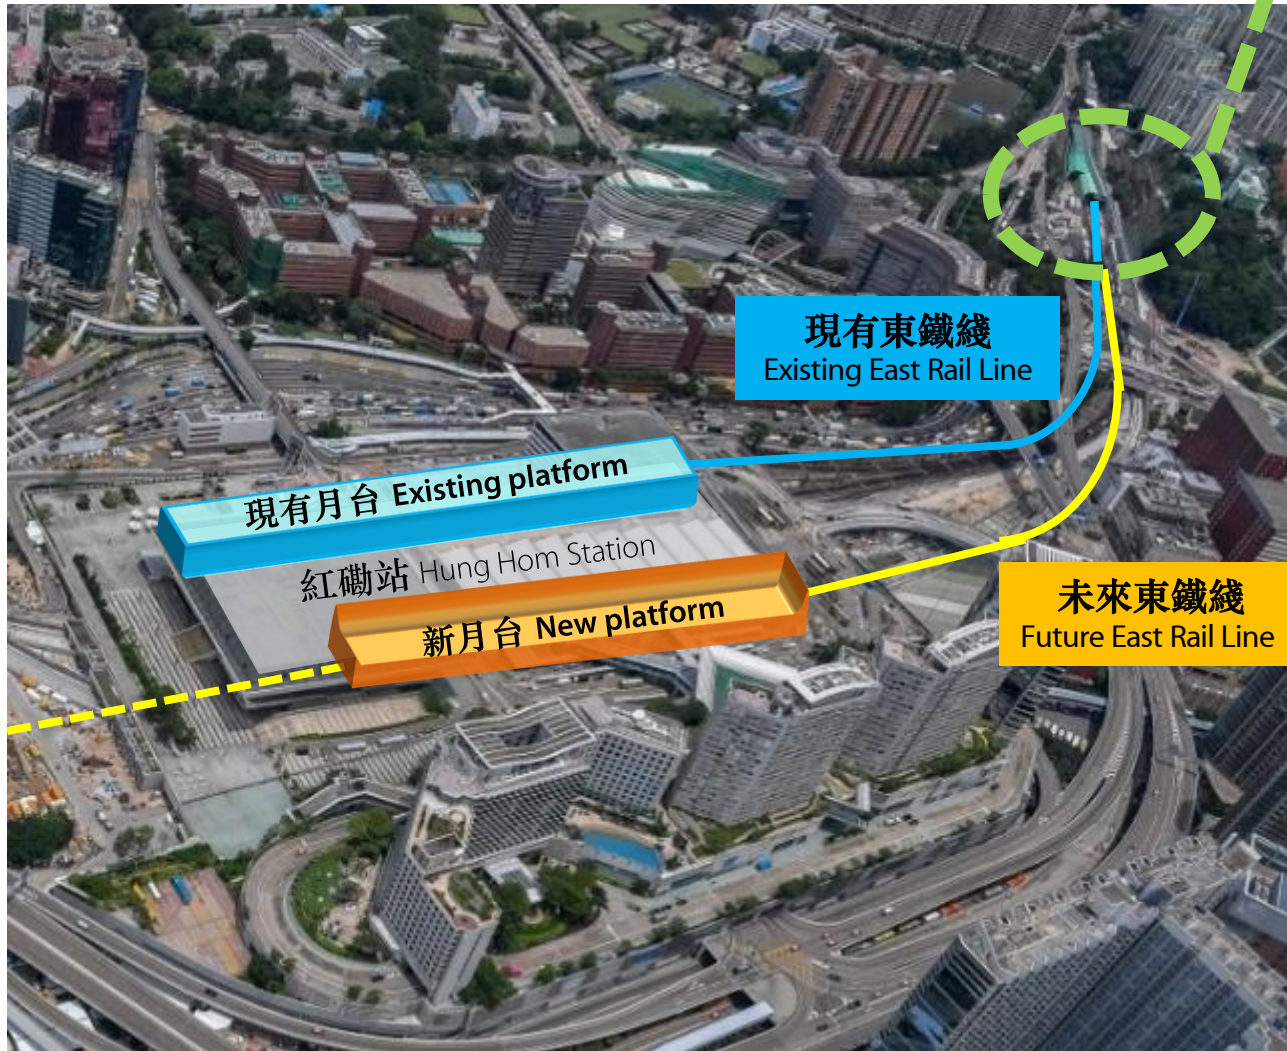 現有東鐵綫
Existing East Rail Line
現有月台 Existing platform
紅磡站 Hung Hom Station
新月台 New platform
未來東鐵綫
Future East Rail Line